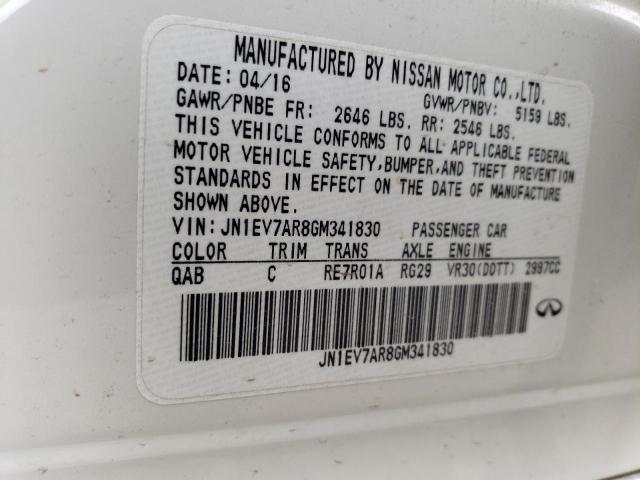 MANUFACTURED BY NISSAN MOTOR CO.,LTD.
DATE: 04/16 GVWR/PNBV: 5159 LBS.
GAWR/PNBE FR: 2646 LBS. RR: 2546 LBS.
THIS VEHICLE CONFORMS TO ALL APPLICABLE FEDERAL
MOTOR VEHICLE SAFETY,BUMPER,AND THEFT PREVENTION
STANDARDS IN EFFECT ON THE DATE OF MANUFACTURE
SHOWN ABOVE.
VIN:JN1EV7AR8GM341830 PASSENGER CAR
COLOR TRIM TRANS AXLE ENGINE
QAB C RE7R01A RG29 VR30(DDTT) 2997CC
JN1EV7AR8GM341830